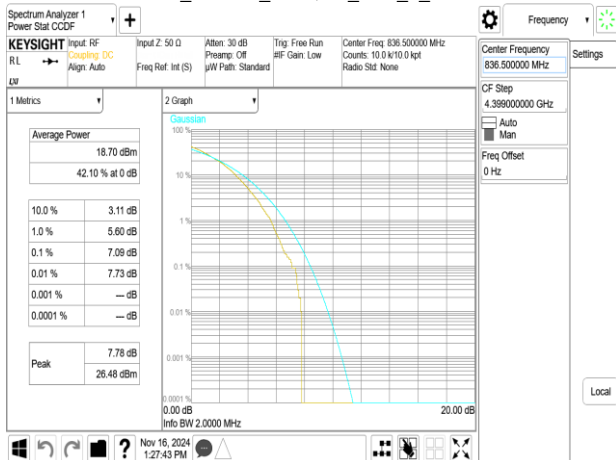 Spectrum Analyzer 1
Power Stat CCDF
Frequency
KEYSIGHT
Input: RF
Coupling: DC
Align: Auto
Input Z: 50 Ω
Freq Ref: Int (S)
Atten: 30 dB
Preamp: Off
µW Path: Standard
Trig: Free Run
#IF Gain: Low
Center Freq: 836.500000 MHz
Counts: 10.0 k/10.0 kpt
Radio Std: None
RL
LXI
Center Frequency
836.500000 MHz
Settings
CF Step
4.399000000 GHz
Auto
Man
Freq Offset
0 Hz
1 Metrics
Average Power
18.70 dBm
42.10 % at 0 dB
10.0 % 3.11 dB
1.0 % 5.60 dB
0.1 % 7.09 dB
0.01 % 7.73 dB
0.001 % --- dB
0.0001 % --- dB
Peak
7.78 dB
26.48 dBm
2 Graph
Gaussian
100 %
10 %
1 %
0.1 %
0.01 %
0.001 %
0.0001 %
0.00 dB
20.00 dB
Info BW 2.0000 MHz
Local
?
Nov 16, 2024
1:27:43 PM